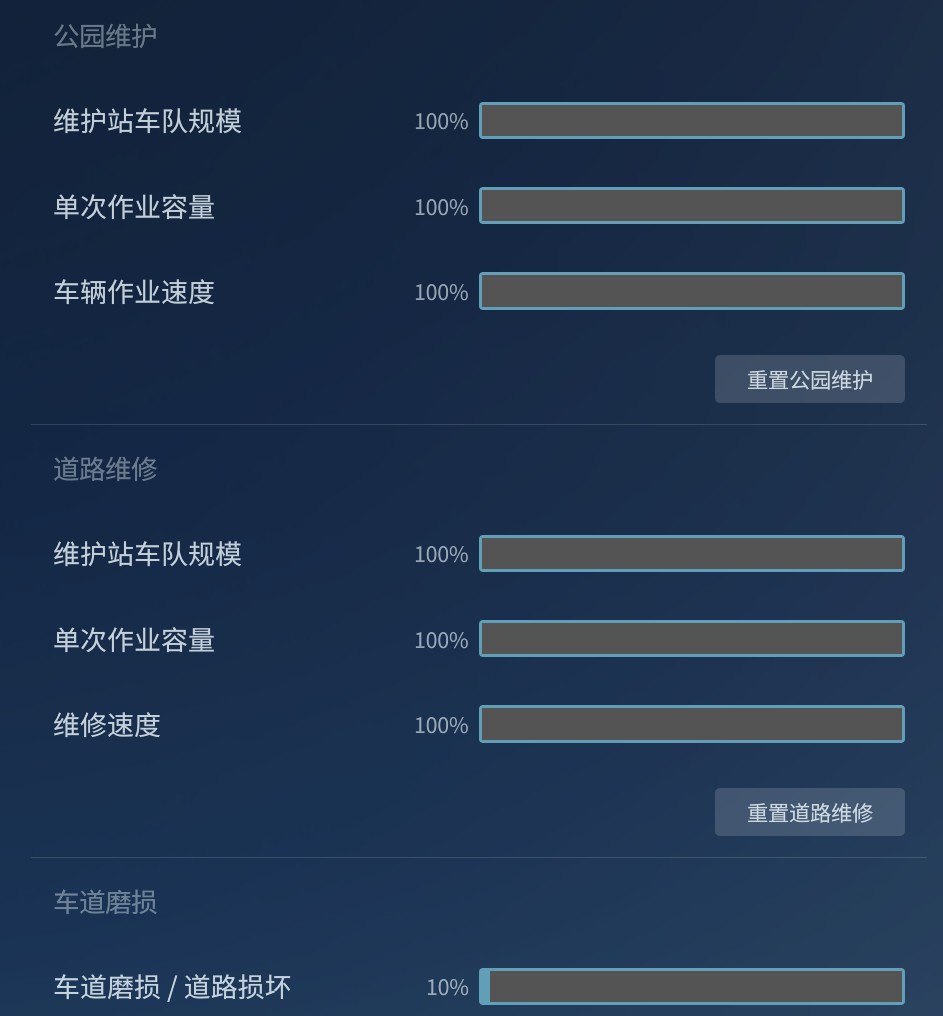 公园维护
维护站车队规模 100%
单次作业容量 100%
车辆作业速度 100%
重置公园维护
道路维修
维护站车队规模 100%
单次作业容量 100%
维修速度 100%
重置道路维修
车道磨损
车道磨损 / 道路损坏 10%